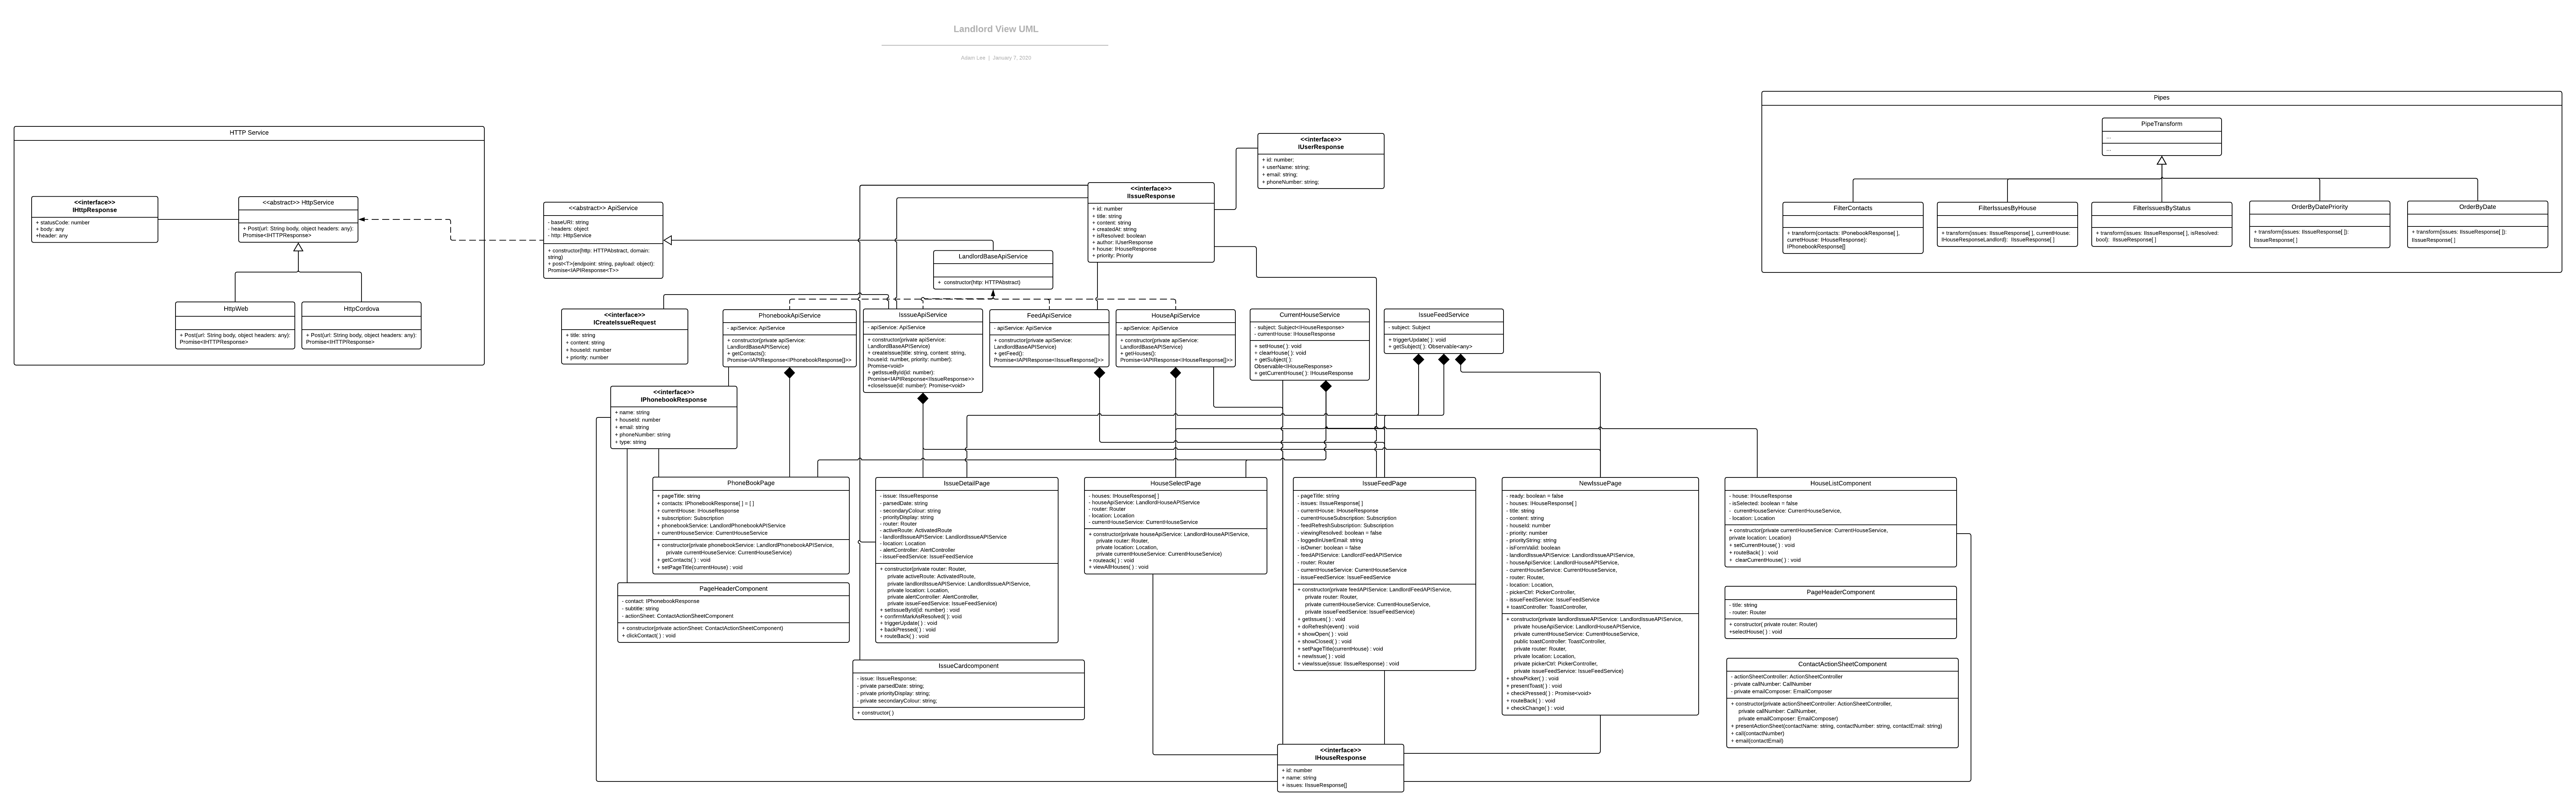 Landlord View UML
Adam Lee | January 7, 2020
HTTP Service
<<interface>>
IHttpResponse
+ statusCode: number
+ body: any
+header: any
<<abstract>> HttpService
+ Post(url: String body, object headers: any):
Promise<IHTTPResponse>
HttpWeb
+ Post(url: String body, object headers: any):
Promise<IHTTPResponse>
HttpCordova
+ Post(url: String body, object headers: any):
Promise<IHTTPResponse>
<<abstract>> ApiService
- baseURI: string
- headers: object
- http: HttpService
+ constructor(http: HTTPAbstract, domain:
string)
+ post<T>(endpoint: string, payload: object):
Promise<IAPIResponse<T>>
LandlordBaseApiService
+ constructor(http: HTTPAbstract)
<<interface>>
IIssueResponse
+ id: number
+ title: string
+ content: string
+ createdAt: string
+ isResolved: boolean
+ author: IUserResponse
+ house: IHouseResponse
+ priority: Priority
<<interface>>
IUserResponse
+ id: number;
+ userName: string;
+ email: string;
+ phoneNumber: string;
Pipes
PipeTransform
...
...
FilterContacts
+ transform(contacts: IPhonebookResponse[ ],
curretHouse: IHouseResponse):
IPhonebookResponse[]
FilterIssuesByHouse
+ transform(issues: IIssueResponse[ ], currentHouse:
IHouseResponseLandlord): IIssueResponse[ ]
FilterIssuesByStatus
+ transform(issues: IIssueResponse[ ], isResolved:
bool): IIssueResponse[ ]
OrderByDatePriority
+ transform(issues: IIssueResponse[ ]):
IIssueResponse[ ]
OrderByDate
+ transform(issues: IIssueResponse[ ]):
IIssueResponse[ ]
<<interface>>
ICreateIssueRequest
+ title: string
+ content: string
+ houseId: number
+ priority: number
PhonebookApiService
- apiService: ApiService
+ constructor(private apiService:
LandlordBaseAPIService)
+ getContacts():
Promise<IAPIResponse<IPhonebookResponse[]>>
IsssueApiService
- apiService: ApiService
+ constructor(private apiService:
LandlordBaseAPIService)
+ createIssue(title: string, content: string,
houseId: number, priority: number):
Promise<void>
+ getIssueById(id: number):
Promise<IAPIResponse<IIssueResponse>>
+closeIssue(id: number): Promise<void>
FeedApiService
- apiService: ApiService
+ constructor(private apeService:
LandlordBaseAPIService)
+ getFeed():
Promise<IAPIResponse<IIssueResponse[]>>
HouseApiService
- apiService: ApiService
+ constructor(private apeService:
LandlordBaseAPIService)
+ getHouses():
Promise<IAPIResponse<IHouseResponse[]>>
CurrentHouseService
- subject: Subject<IHouseResponse>
- currentHouse: IHouseResponse
+ setHouse( ): void
+ clearHouse( ): void
+ getSubject( ):
Observable<IHouseResponse>
+ getCurrentHouse( ): IHouseResponse
IssueFeedService
- subject: Subject
+ triggerUpdate( ): void
+ getSubject( ): Observable<any>
<<interface>>
IPhonebookResponse
+ name: string
+ houseId: number
+ email: string
+ phoneNumber: string
+ type: string
PhoneBookPage
+ pageTitle: string
+ contacts: IPhonebookResponse[ ] = [ ]
+ currentHouse: IHouseResponse
+ subscription: Subscription
+ phonebookService: LandlordPhonebookAPIService
+ currentHouseService: CurrentHouseService
+ constructor(private phonebookService: LandlordPhonebookAPIService,
private currentHouseService: CurrentHouseService)
+ getContacts( ) : void
+ setPageTitle(currentHouse) : void
PageHeaderComponent
- contact: IPhonebookResponse
- subtitle: string
- actionSheet: ContactActionSheetComponent
+ constructor(private actionSheet: ContactActionSheetComponent)
+ clickContact( ) : void
IssueDetailPage
- issue: IIssueResponse
- parsedDate: string
- secondaryColour: string
- priorityDisplay: string
- router: Router
- activeRoute: ActivatedRoute
- landlordIssueAPIService: LandlordIssueAPIService
- location: Location
- alertController: AlertController
- issueFeedService: IssueFeedService
+ constructor(private router: Router,
private activeRoute: ActivatedRoute,
private landlordIssueAPIService: LandlordIssueAPIService,
private location: Location,
private alertController: AlertController,
private issueFeedService: IssueFeedService)
+ setIssueById(id: number) : void
+ confirmMarkAsResolved( ): void
+ triggerUpdate( ) : void
+ backPressed( ) : void
+ routeBack( ) : void
IssueCardcomponent
- issue: IIssueResponse;
- private parsedDate: string;
- private priorityDisplay: string;
- private secondaryColour: string;
+ constructor( )
HouseSelectPage
- houses: IHouseResponse[ ]
- houseApiService: LandlordHouseAPIService
- router: Router
- location: Location
- currentHouseService: CurrentHouseService
+ constructor(private houseApiService: LandlordHouseAPIService,
private router: Router,
private location: Location,
private currentHouseService: CurrentHouseService)
+ routeack( ) : void
+ viewAllHouses( ) : void
IssueFeedPage
+ pageTitle: string
- issues: IIssueResponse[ ]
- currentHouse: IHouseResponse
- currentHouseSubscription: Subscription
- feedRefreshSubscription: Subscription
- viewingResolved: boolean = false
- loggedInUserEmail: string
- isOwner: boolean = false
- feedAPIService: LandlordFeedAPIService
- router: Router
- currentHouseService: CurrentHouseService
- issueFeedService: IssueFeedService
+ constructor(private feedAPIService: LandlordFeedAPIService,
private router: Router,
private currentHouseService: CurrentHouseService,
private issueFeedService: IssueFeedService)
+ getIssues( ) : void
+ doRefresh(event) : void
+ showOpen( ) : void
+ showClosed( ) : void
+ setPageTitle(currentHouse) : void
+ newIssue( ) : void
+ viewIssue(issue: IIssueResponse) : void
NewIssuePage
- ready: boolean = false
- houses: IHouseResponse[ ]
- title: string
- content: string
- houseId: number
- priority: number
- priorityString: string
- isFormValid: boolean
- landlordIssueAPIService: LandlordIssueAPIService,
- houseApiService: LandlordHouseAPIService,
- currentHouseService: CurrentHouseService,
- router: Router,
- location: Location,
- pickerCtrl: PickerController,
- issueFeedService: IssueFeedService
+ toastController: ToastController,
+ constructor(private landlordIssueAPIService: LandlordIssueAPIService,
private houseApiService: LandlordHouseAPIService,
private currentHouseService: CurrentHouseService,
public toastController: ToastController,
private router: Router,
private location: Location,
private pickerCtrl: PickerController,
private issueFeedService: IssueFeedService)
+ showPicker( ) : void
+ presentToast( ) : void
+ checkPressed( ) : Promise<void>
+ routeBack( ) : void
+ checkChange( ) : void
HouseListComponent
- house: IHouseResponse
- isSelected: boolean = false
- currentHouseService: CurrentHouseService,
- location: Location
+ constructor(private currentHouseService: CurrentHouseService,
private location: Location)
+ setCurrentHouse( ) : void
+ routeBack( ) : void
+ clearCurrentHouse( ) : void
PageHeaderComponent
- title: string
- router: Router
+ constructor( private router: Router)
+selectHouse( ) : void
ContactActionSheetComponent
- actionSheetController: ActionSheetController
- private callNumber: CallNumber
- private emailComposer: EmailComposer
+ constructor(private actionSheetController: ActionSheetController,
private callNumber: CallNumber,
private emailComposer: EmailComposer)
+ presentActionSheet(contactName: string, contactNumber: string, contactEmail: string)
+ call(contactNumber)
+ email(contactEmail)
<<interface>>
IHouseResponse
+ id: number
+ name: string
+ issues: IIssueResponse[]